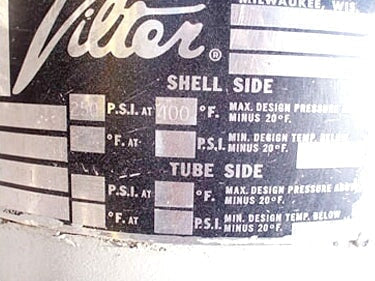 MILWAUKEE, WIS.
Vilter ®
SHELL SIDE
250 P.S.I. AT 400 °F. MAX. DESIGN PRESSURE
MINUS 20°F.
°F. AT P.S.I. MIN. DESIGN TEMP. BELOW
MINUS 20°F.
TUBE SIDE
P.S.I. AT °F. MAX. DESIGN PRESSURE ABOVE
MINUS 20°F.
°F. AT P.S.I. MIN. DESIGN TEMP. BELOW
MINUS 20°F.